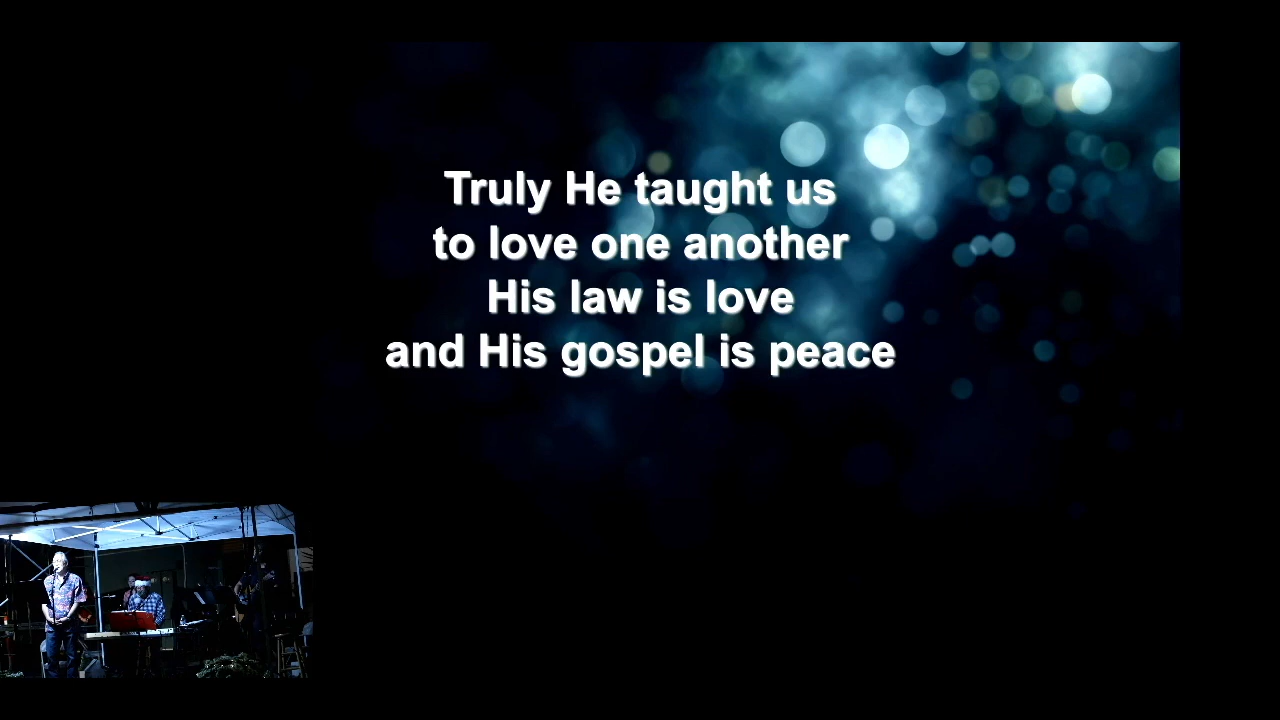 Truly He taught us
to love one another
His law is love
and His gospel is peace